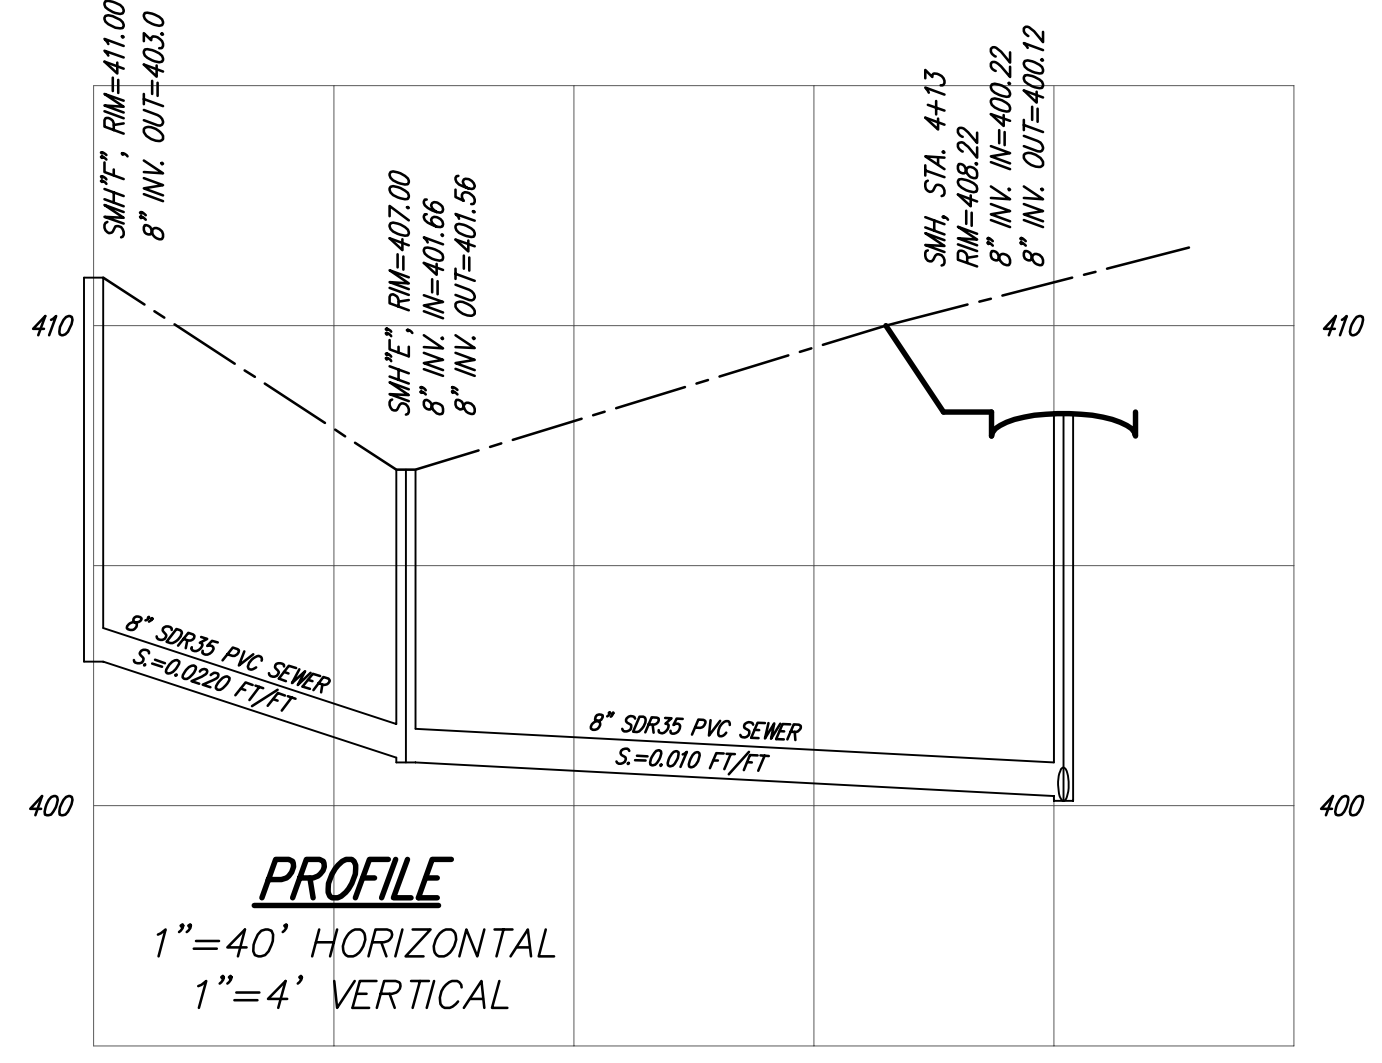 SMH"F", RIM=411.00
8" INV. OUT=403.0
SMH"E", RIM=407.00
8" INV. IN=401.66
8" INV. OUT=401.56
SMH, STA. 4+13
RIM=408.22
8" INV. IN=400.22
8" INV. OUT=400.12
410
410
8" SDR35 PVC SEWER
S.=0.0220 FT/FT
8" SDR35 PVC SEWER
S.=0.010 FT/FT
400
400
PROFILE
1"=40' HORIZONTAL
1"=4' VERTICAL